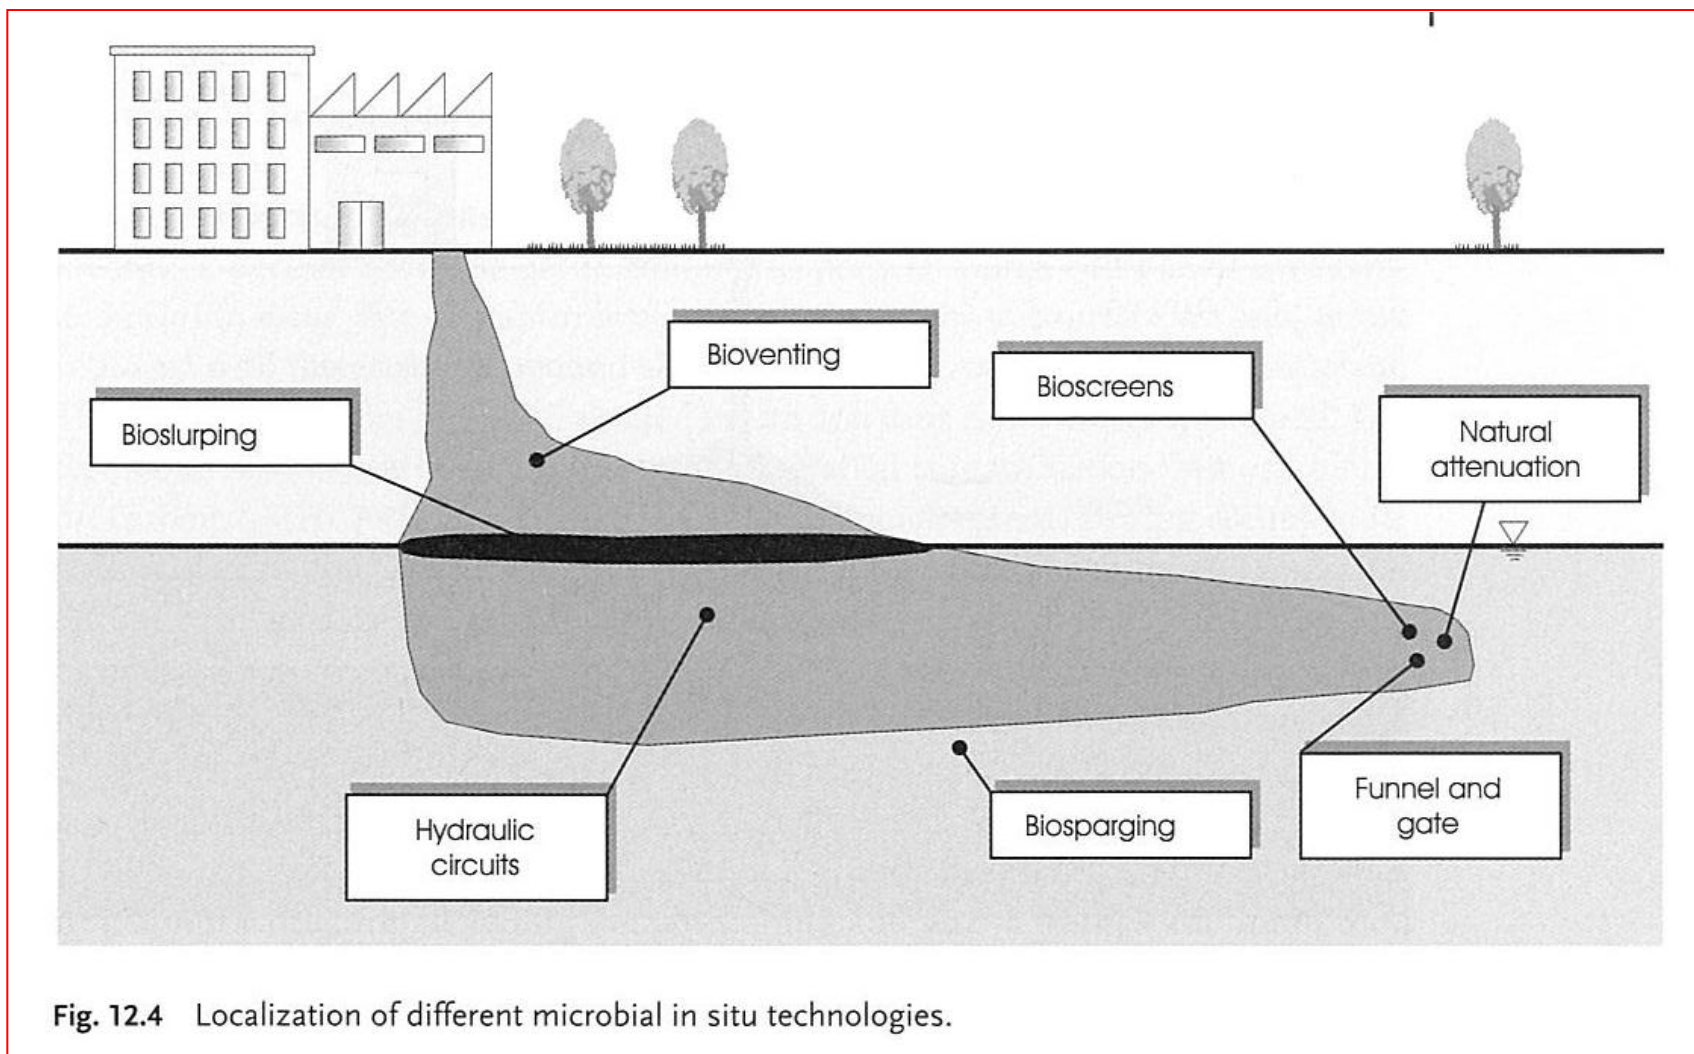 Bioventing
Bioscreens
Bioslurping
Natural
attenuation
Hydraulic
circuits
Biosparging
Funnel and
gate
Fig. 12.4 Localization of different microbial in situ technologies.